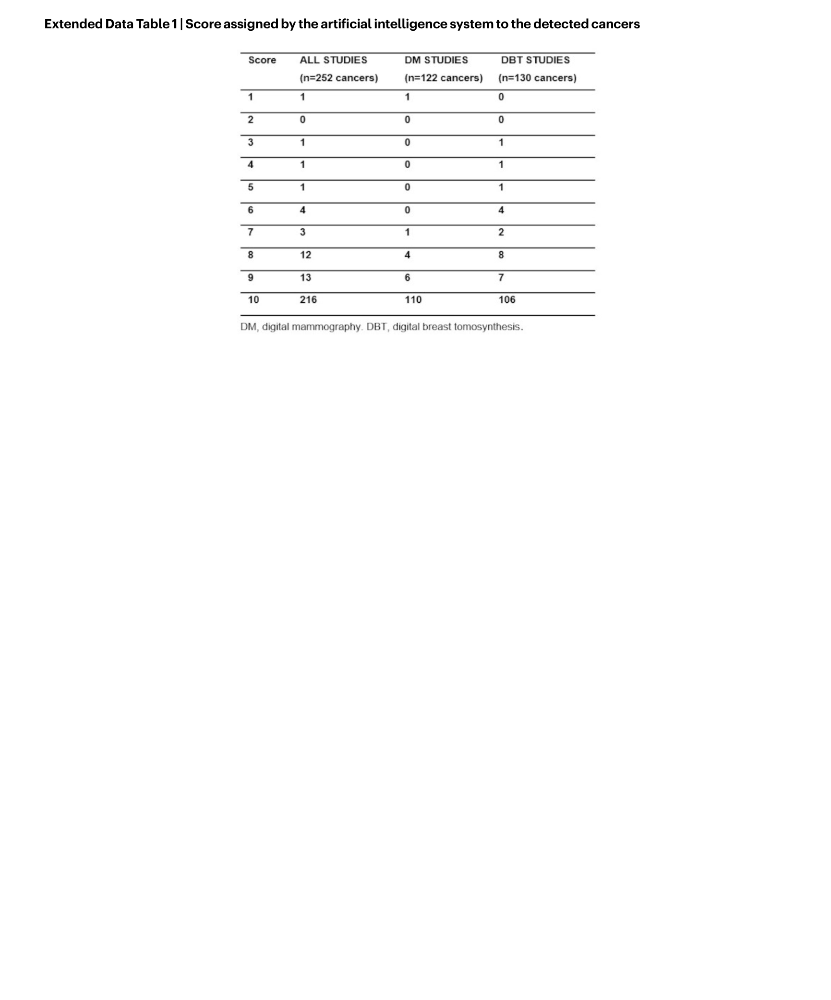 Extended Data Table 1 | Score assigned by the artificial intelligence system to the detected cancers
Score ALL STUDIES DM STUDIES DBT STUDIES
(n=252 cancers) (n=122 cancers) (n=130 cancers)
1 1 1 0
2 0 0 0
3 1 0 1
4 1 0 1
5 1 0 1
6 4 0 4
7 3 1 2
8 12 4 8
9 13 6 7
10 216 110 106
DM, digital mammography. DBT, digital breast tomosynthesis.